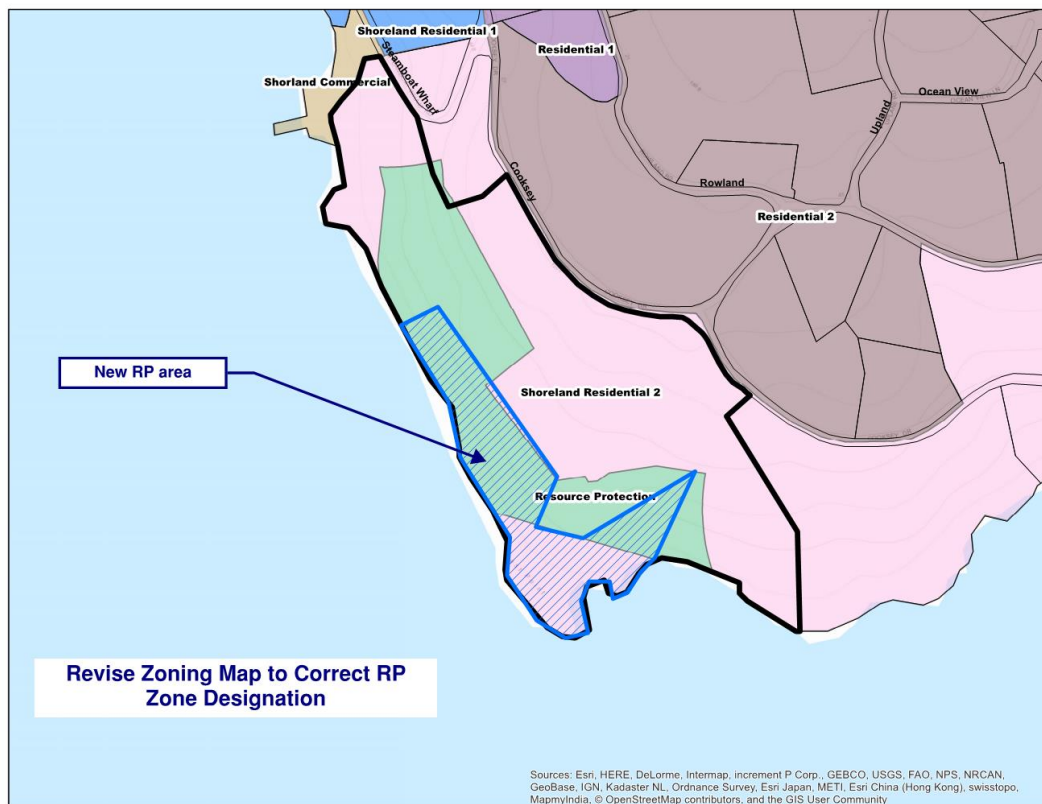 Shoreland Residential 1
Residential 1
Shorland Commercial
Steamboat Wharf
Ocean View
Upland
Cooksey
Rowland
Residential 2
New RP area
Shoreland Residential 2
Resource Protection
Revise Zoning Map to Correct RP
Zone Designation
Sources: Esri, HERE, DeLorme, Intermap, increment P Corp., GEBCO, USGS, FAO, NPS, NRCAN,
GeoBase, IGN, Kadaster NL, Ordnance Survey, Esri Japan, METI, Esri China (Hong Kong), swisstopo,
MapmyIndia, © OpenStreetMap contributors, and the GIS User Community